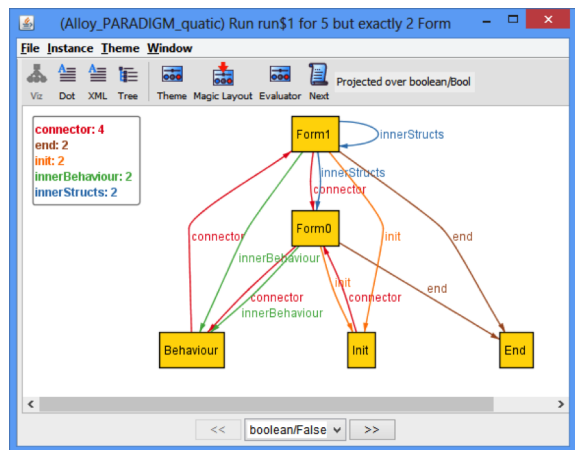 (Alloy_PARADIGM_quatic) Run run$1 for 5 but exactly 2 Form
File Instance Theme Window
Viz Dot XML Tree Theme Magic Layout Evaluator Next Projected over boolean/Bool
connector: 4
end: 2
init: 2
innerBehaviour: 2
innerStructs: 2
Form1
innerStructs
innerStructs
connector
Form0
connector
init
end
innerBehaviour
end
init
connector
connector
innerBehaviour
Behaviour
Init
End
<< boolean/False >>